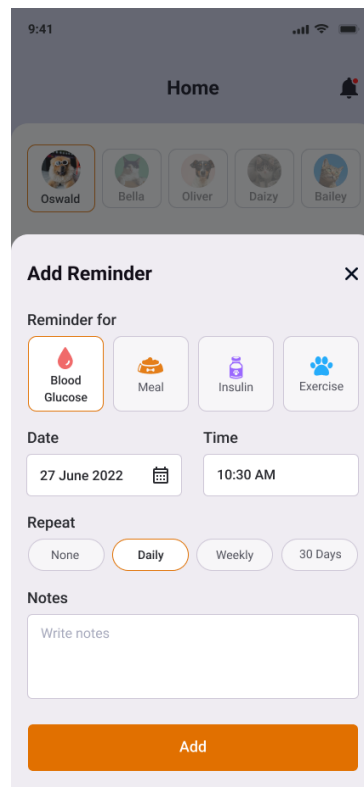 9:41
Home
Oswald
Bella
Oliver
Daizy
Bailey
Add Reminder
Reminder for
Blood
Glucose
Meal
Insulin
Exercise
Date
Time
27 June 2022
10:30 AM
Repeat
None
Daily
Weekly
30 Days
Notes
Write notes
Add